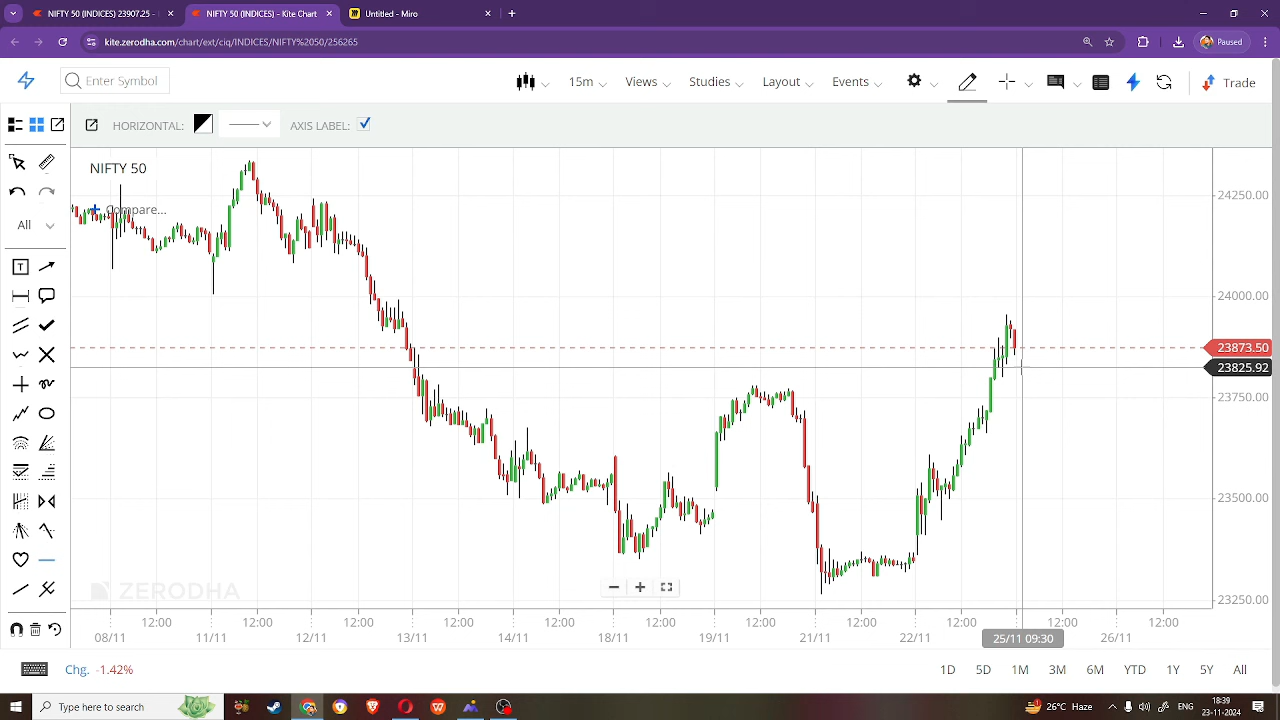 NIFTY 50 (INDICES) 23907.25 -
NIFTY 50 (INDICES) - Kite Chart
Untitled - Miro
kite.zerodha.com/chart/ext/ciq/INDICES/NIFTY%2050/256265
Paused
Enter Symbol
15m
Views
Studies
Layout
Events
Trade
HORIZONTAL:
AXIS LABEL:
NIFTY 50
Compare...
All
T
24250.00
24000.00
23873.50
23825.92
23750.00
23500.00
23250.00
ZERODHA
12:00 12:00 12:00 12:00 12:00 12:00 12:00 12:00 12:00 12:00 12:00
08/11 11/11 12/11 13/11 14/11 18/11 19/11 21/11 22/11 25/11 09:30 26/11
Chg. -1.42%
1D 5D 1M 3M 6M YTD 1Y 5Y All
Type here to search
26°C Haze
18:39
23-11-2024